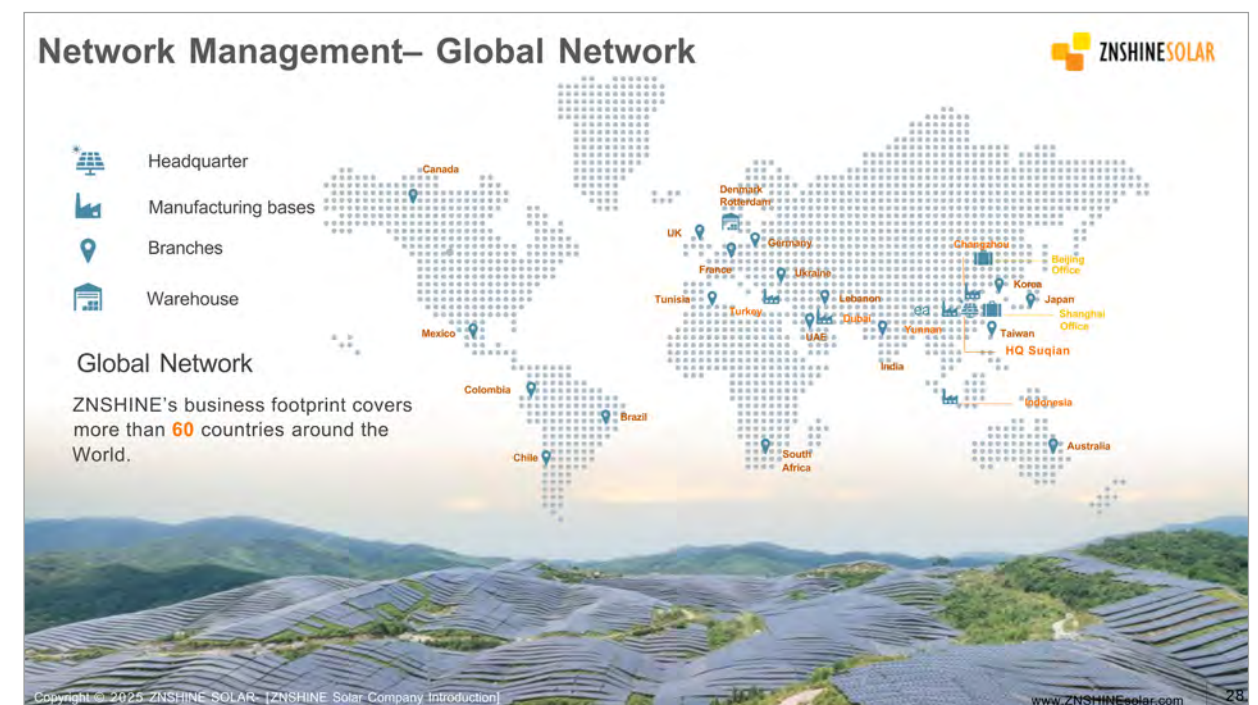 Network Management– Global Network
ZNSHINESOLAR
Headquarter
Manufacturing bases
Branches
Warehouse
Global Network
ZNSHINE's business footprint covers
more than 60 countries around the
World.
Canada
Mexico
Colombia
Brazil
Chile
Denmark
Rotterdam
UK
Germany
France
Ukraine
Tunisia
Turkey
Lebanon
Dubai
UAE
India
South
Africa
Changzhou
Beijing
Office
Korea
Japan
ea
Yunnan
Shanghai
Office
Taiwan
HQ Suqian
Indonesia
Australia
Copyright © 2025 ZNSHINE SOLAR- [ZNSHINE Solar Company Introduction]
www.ZNSHINEsolar.com
28